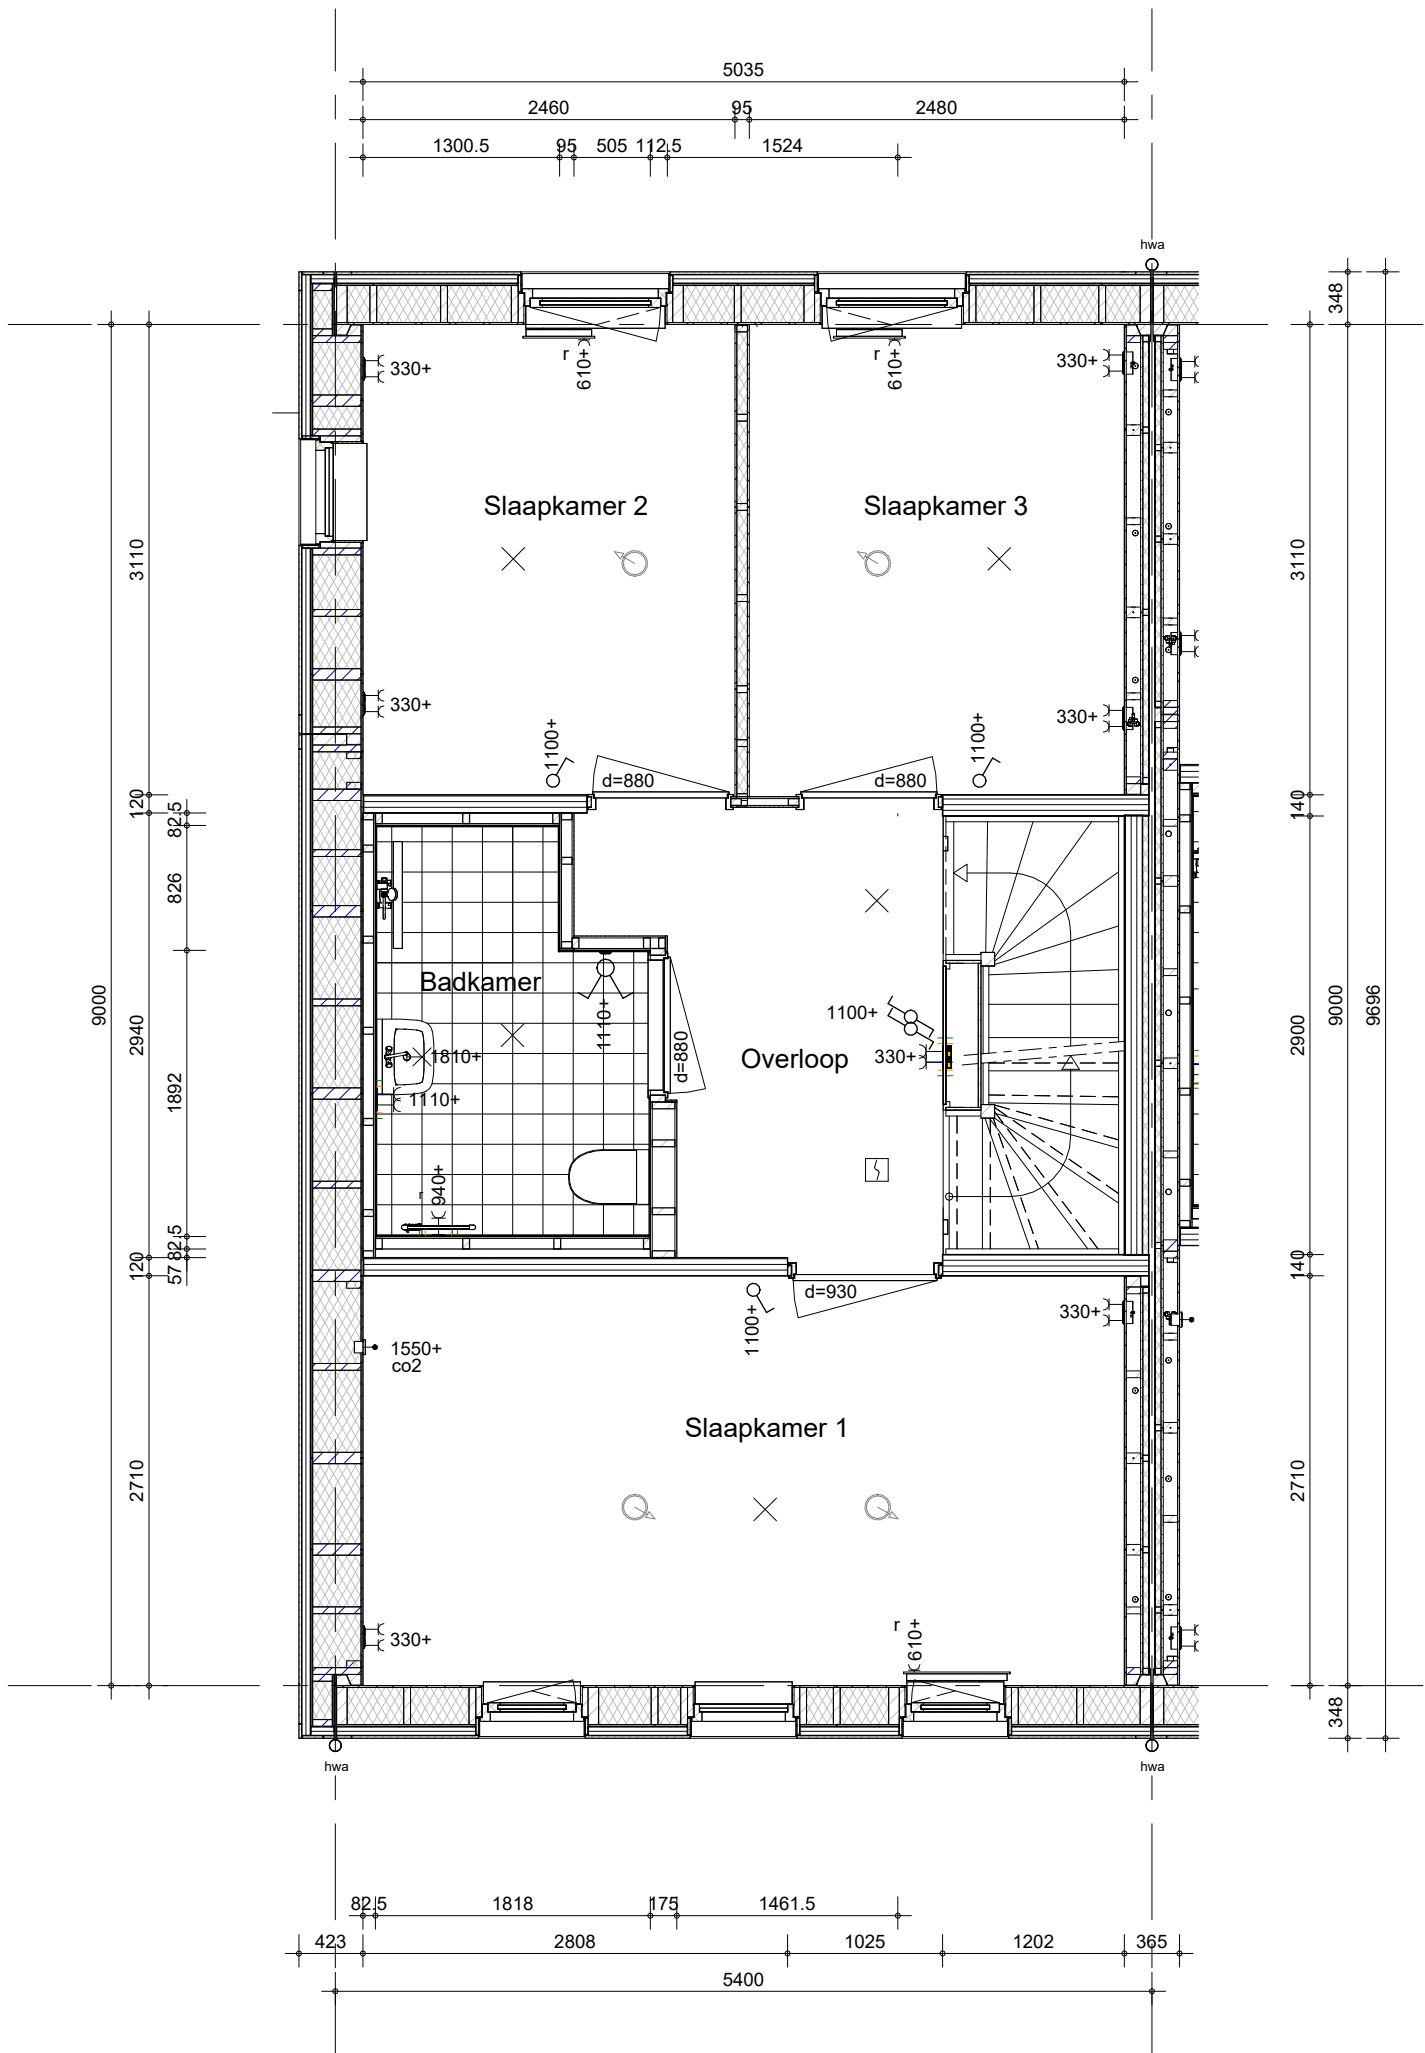 5035
2460 95 2480
1300.5 95 505 112.5 1524
hwa
348
r 610+ r 610+
330+ 330+
Slaapkamer 2 Slaapkamer 3
3110 3110
330+ 330+
1100+ 1100+
d=880 d=880
120 82.5 140
826
Badkamer
9000 2940 1892 1110+ 1100+ 2900 9000 9696
1810+ d=880 Overloop 330+
1110+
r 940+
120 57 82.5 140
d=930
1100+ 330+
1550+
co2
Slaapkamer 1
2710 2710
r 610+
330+
348
hwa hwa
82.5 1818 175 1461.5
423 2808 1025 1202 365
5400